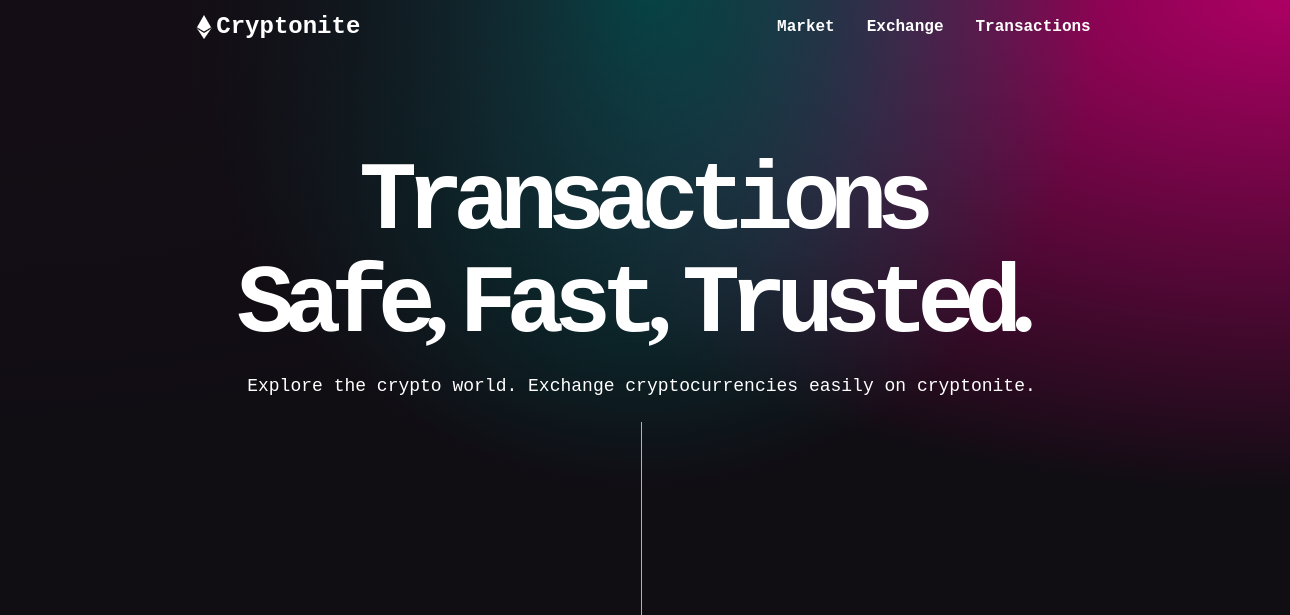 Cryptonite
Market Exchange Transactions
Transactions
Safe, Fast, Trusted.
Explore the crypto world. Exchange cryptocurrencies easily on cryptonite.